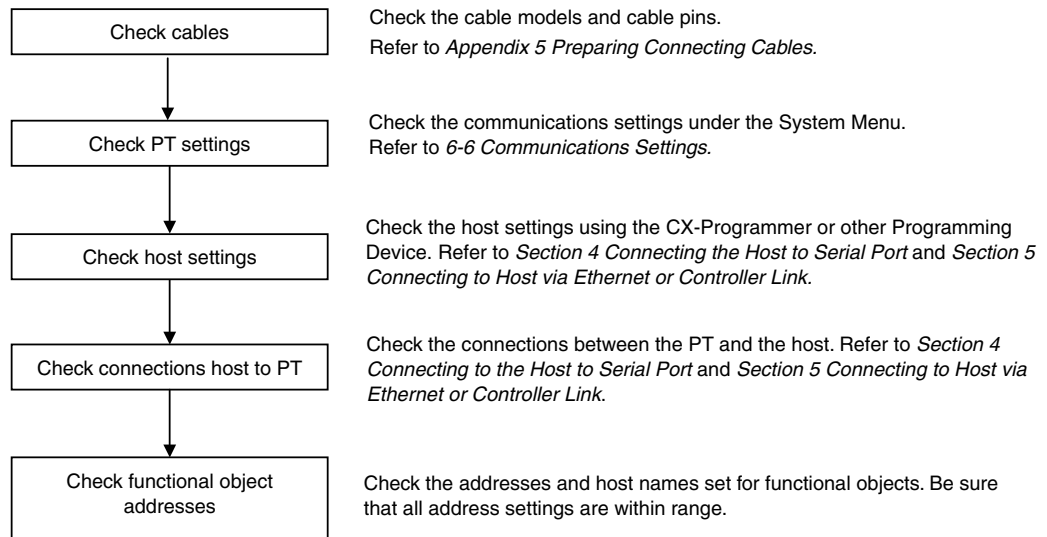 Check cables
Check the cable models and cable pins.
Refer to Appendix 5 Preparing Connecting Cables.
Check PT settings
Check the communications settings under the System Menu.
Refer to 6-6 Communications Settings.
Check host settings
Check the host settings using the CX-Programmer or other Programming
Device. Refer to Section 4 Connecting the Host to Serial Port and Section 5
Connecting to Host via Ethernet or Controller Link.
Check connections host to PT
Check the connections between the PT and the host. Refer to Section 4
Connecting to the Host to Serial Port and Section 5 Connecting to Host via
Ethernet or Controller Link.
Check functional object
addresses
Check the addresses and host names set for functional objects. Be sure
that all address settings are within range.